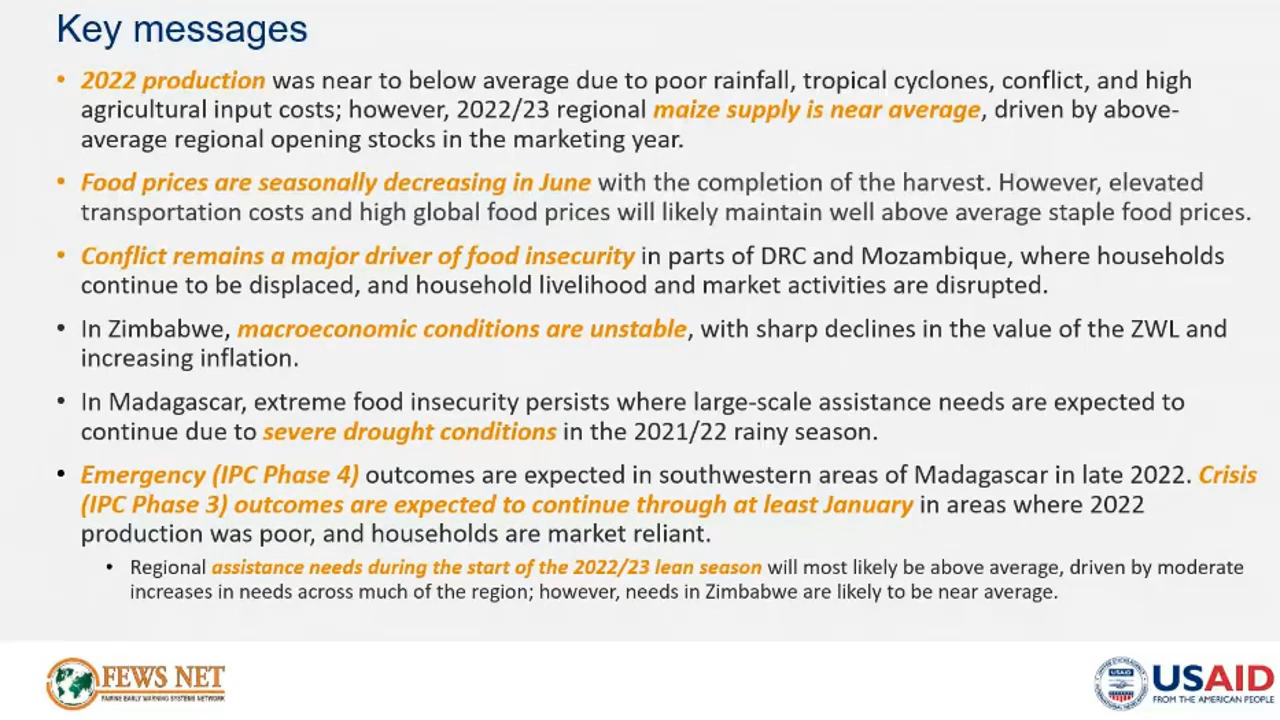 Key messages
• 2022 production was near to below average due to poor rainfall, tropical cyclones, conflict, and high
agricultural input costs; however, 2022/23 regional maize supply is near average, driven by above-
average regional opening stocks in the marketing year.
• Food prices are seasonally decreasing in June with the completion of the harvest. However, elevated
transportation costs and high global food prices will likely maintain well above average staple food prices.
• Conflict remains a major driver of food insecurity in parts of DRC and Mozambique, where households
continue to be displaced, and household livelihood and market activities are disrupted.
• In Zimbabwe, macroeconomic conditions are unstable, with sharp declines in the value of the ZWL and
increasing inflation.
• In Madagascar, extreme food insecurity persists where large-scale assistance needs are expected to
continue due to severe drought conditions in the 2021/22 rainy season.
• Emergency (IPC Phase 4) outcomes are expected in southwestern areas of Madagascar in late 2022. Crisis
(IPC Phase 3) outcomes are expected to continue through at least January in areas where 2022
production was poor, and households are market reliant.
• Regional assistance needs during the start of the 2022/23 lean season will most likely be above average, driven by moderate
increases in needs across much of the region; however, needs in Zimbabwe are likely to be near average.
FEWS NET
FAMINE EARLY WARNING SYSTEMS NETWORK
USAID
USAID
FROM THE AMERICAN PEOPLE